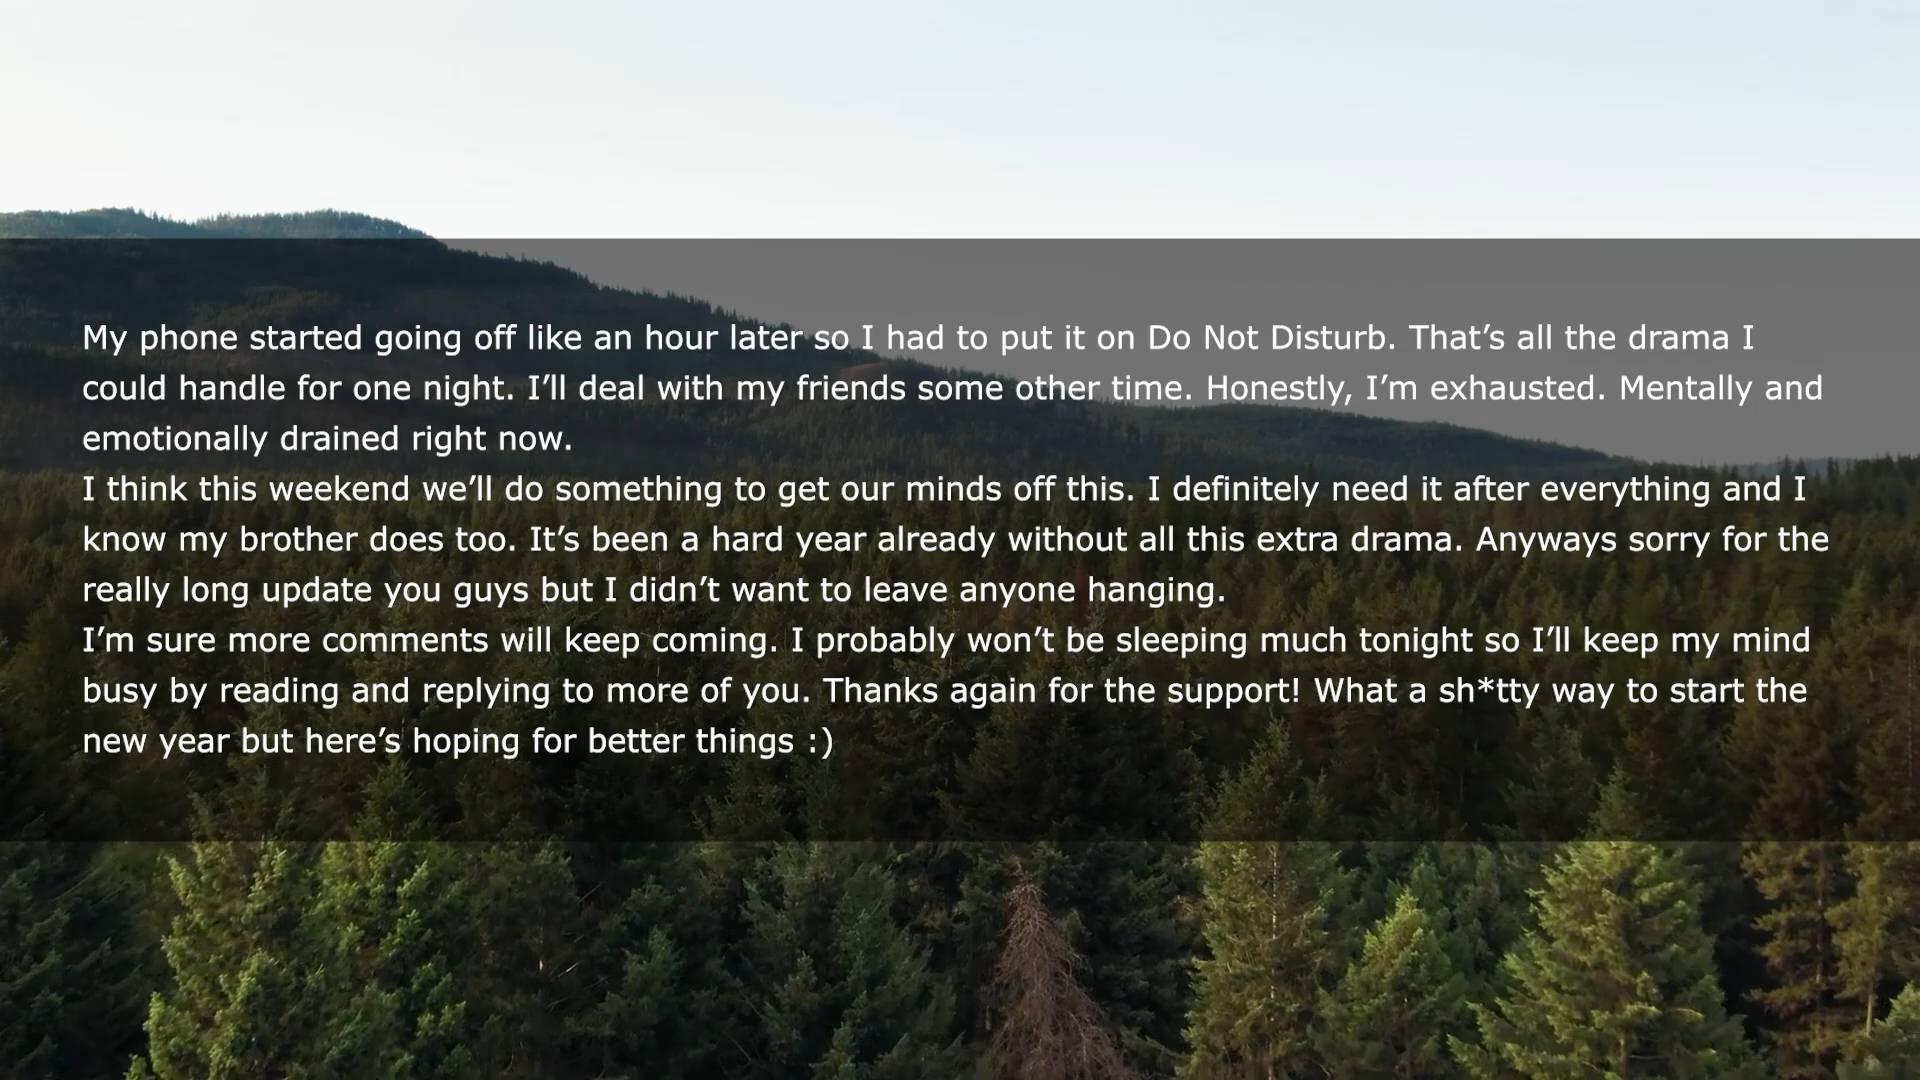 My phone started going off like an hour later so I had to put it on Do Not Disturb. That’s all the drama I
could handle for one night. I’ll deal with my friends some other time. Honestly, I’m exhausted. Mentally and
emotionally drained right now.
I think this weekend we’ll do something to get our minds off this. I definitely need it after everything and I
know my brother does too. It’s been a hard year already without all this extra drama. Anyways sorry for the
really long update you guys but I didn’t want to leave anyone hanging.
I’m sure more comments will keep coming. I probably won’t be sleeping much tonight so I’ll keep my mind
busy by reading and replying to more of you. Thanks again for the support! What a sh*tty way to start the
new year but here’s hoping for better things :)